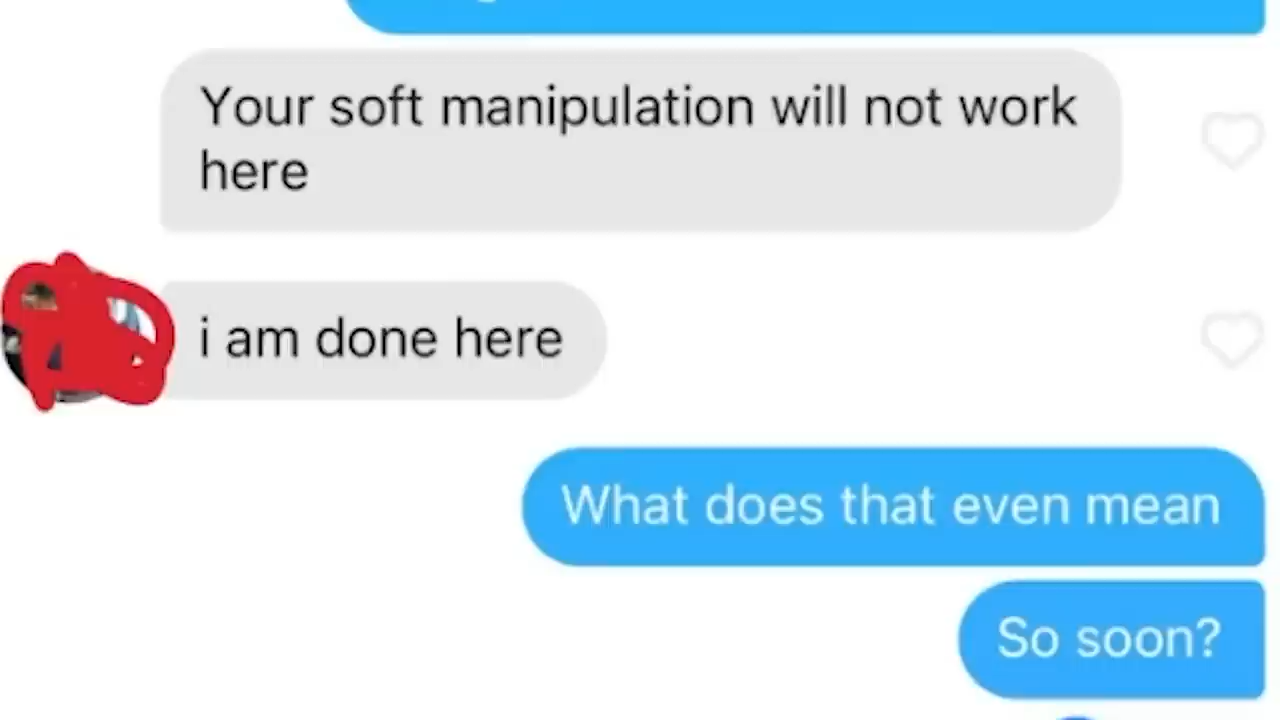 Your soft manipulation will not work
here
i am done here
What does that even mean
So soon?